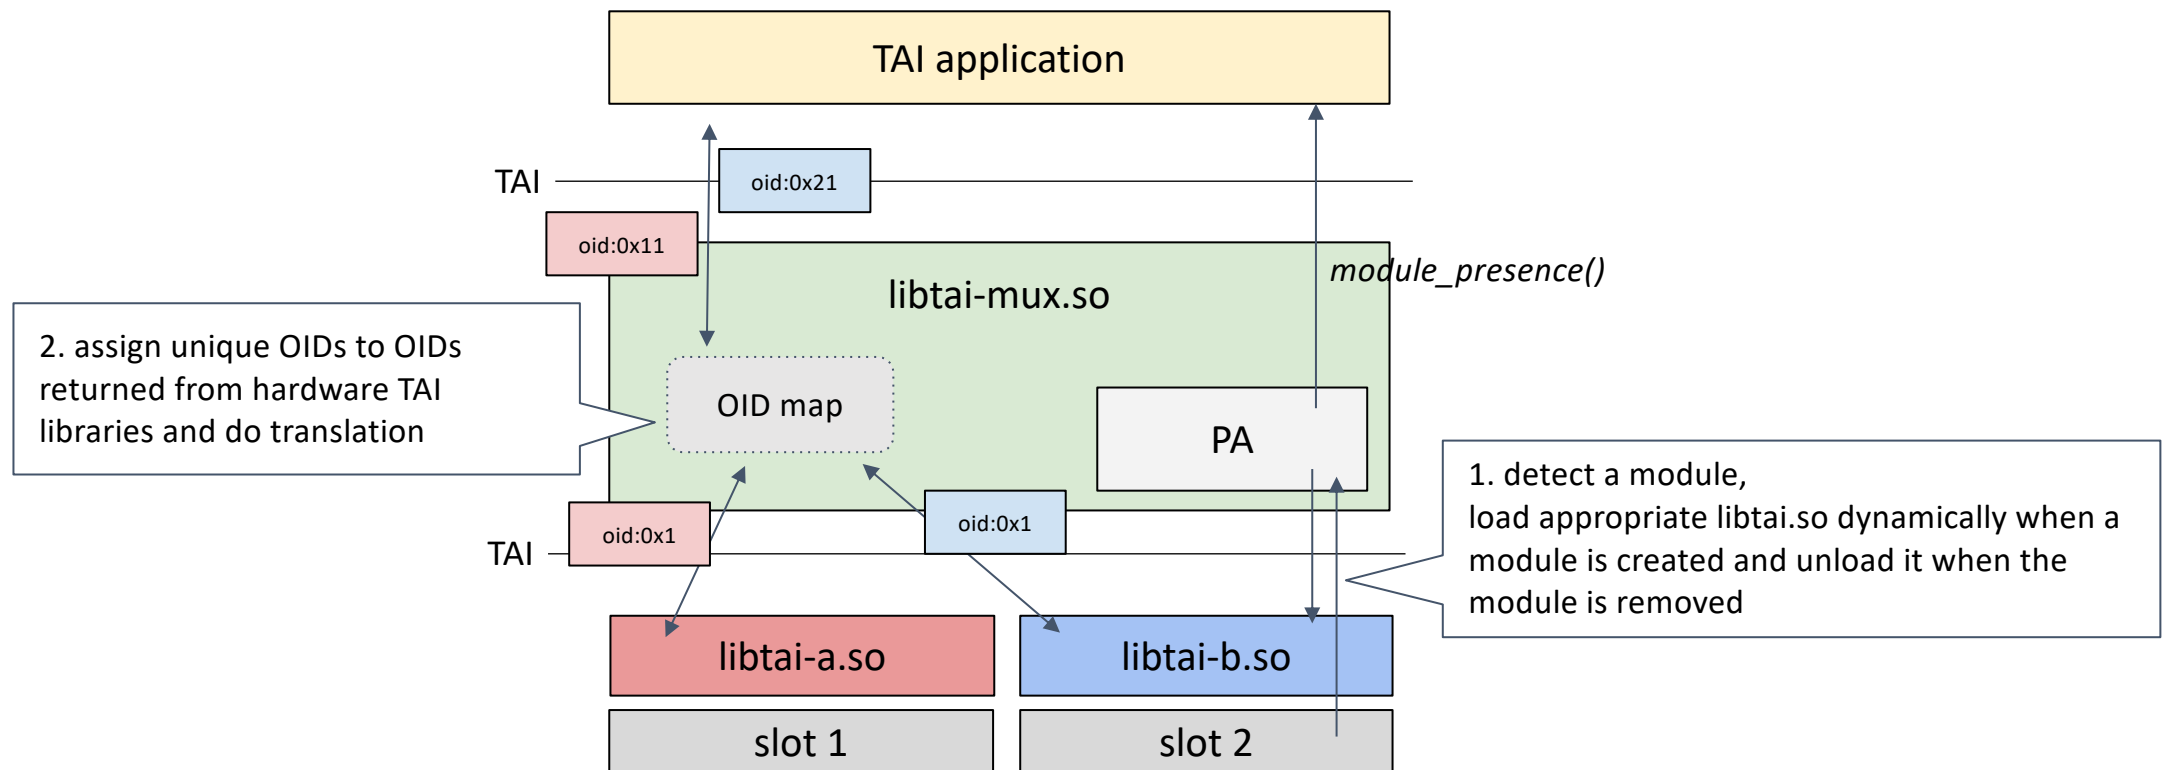 TAI application
TAI
oid:0x21
oid:0x11
module_presence()
libtai-mux.so
2. assign unique OIDs to OIDs
returned from hardware TAI
libraries and do translation
OID map
PA
1. detect a module,
load appropriate libtai.so dynamically when a
module is created and unload it when the
module is removed
oid:0x1
oid:0x1
TAI
libtai-a.so
libtai-b.so
slot 1
slot 2